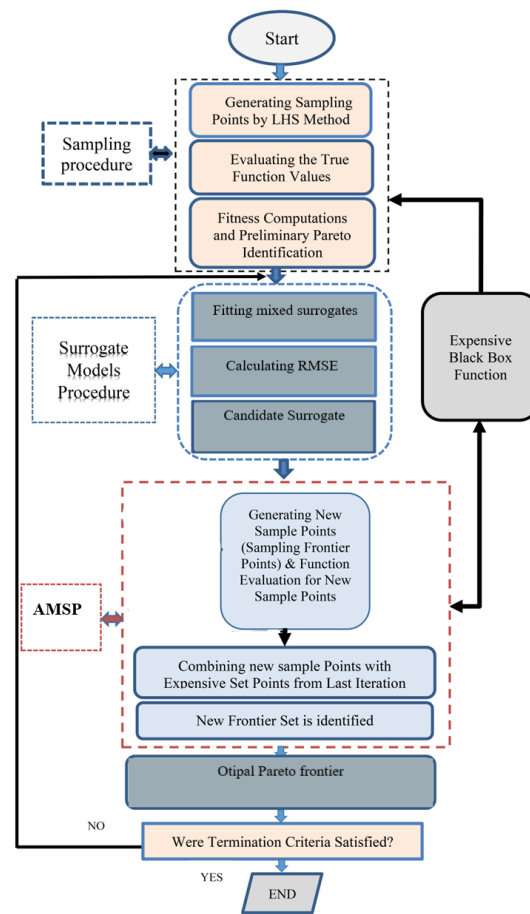 Start
Generating Sampling
Points by LHS Method
Sampling
procedure
Evaluating the True
Function Values
Fitness Computations
and Preliminary Pareto
Identification
Fitting mixed surrogates
Surrogate
Models
Procedure
Calculating RMSE
Candidate Surrogate
Expensive
Black Box
Function
Generating New
Sample Points
(Sampling Frontier
Points) & Function
Evaluation for New
Sample Points
AMSP
Combining new sample Points with
Expensive Set Points from Last Iteration
New Frontier Set is identified
Otipal Pareto frontier
NO
Were Termination Criteria Satisfied?
YES
END